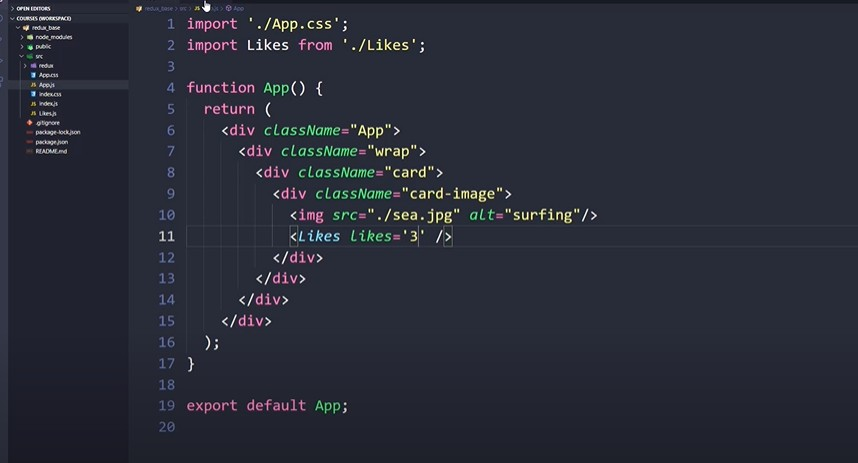 OPEN EDITORS
COURSES (WORKSPACE)
redux_base
node_modules
public
src
redux
App.css
App.js
index.css
index.js
Likes.js
.gitignore
package-lock.json
package.json
README.md
redux_base > src > JS > App
1 import './App.css';
2 import Likes from './Likes';
3
4 function App() {
5 return (
6 <div className="App">
7 <div className="wrap">
8 <div className="card">
9 <div className="card-image">
10 <img src="./sea.jpg" alt="surfing"/>
11 <Likes likes='3' />
12 </div>
13 </div>
14 </div>
15 </div>
16 );
17 }
18
19 export default App;
20